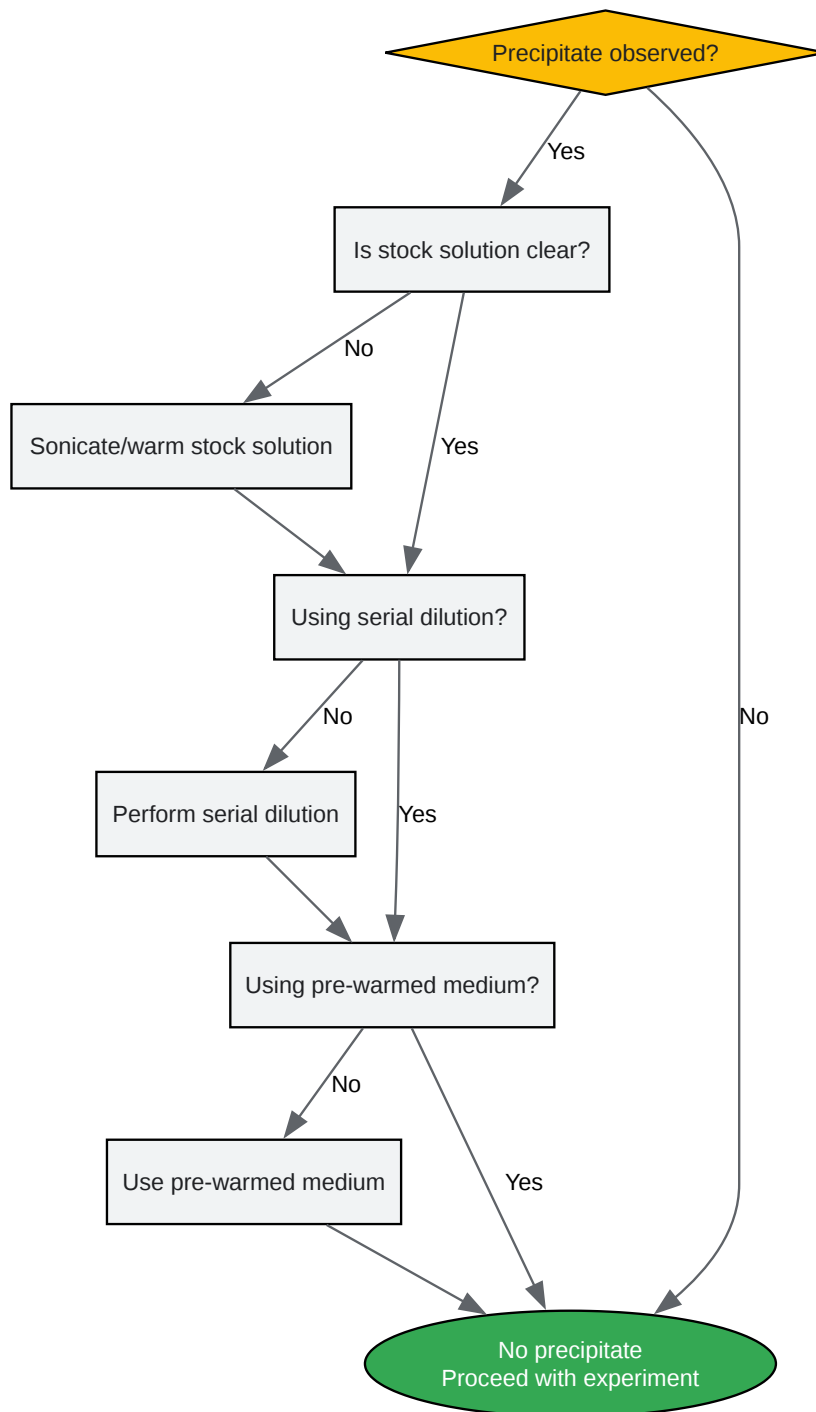 Precipitate observed?
Yes
Is stock solution clear?
No
Sonicate/warm stock solution
Yes
Using serial dilution?
No
No
Perform serial dilution
Yes
Using pre-warmed medium?
No
Use pre-warmed medium
Yes
No precipitate
Proceed with experiment